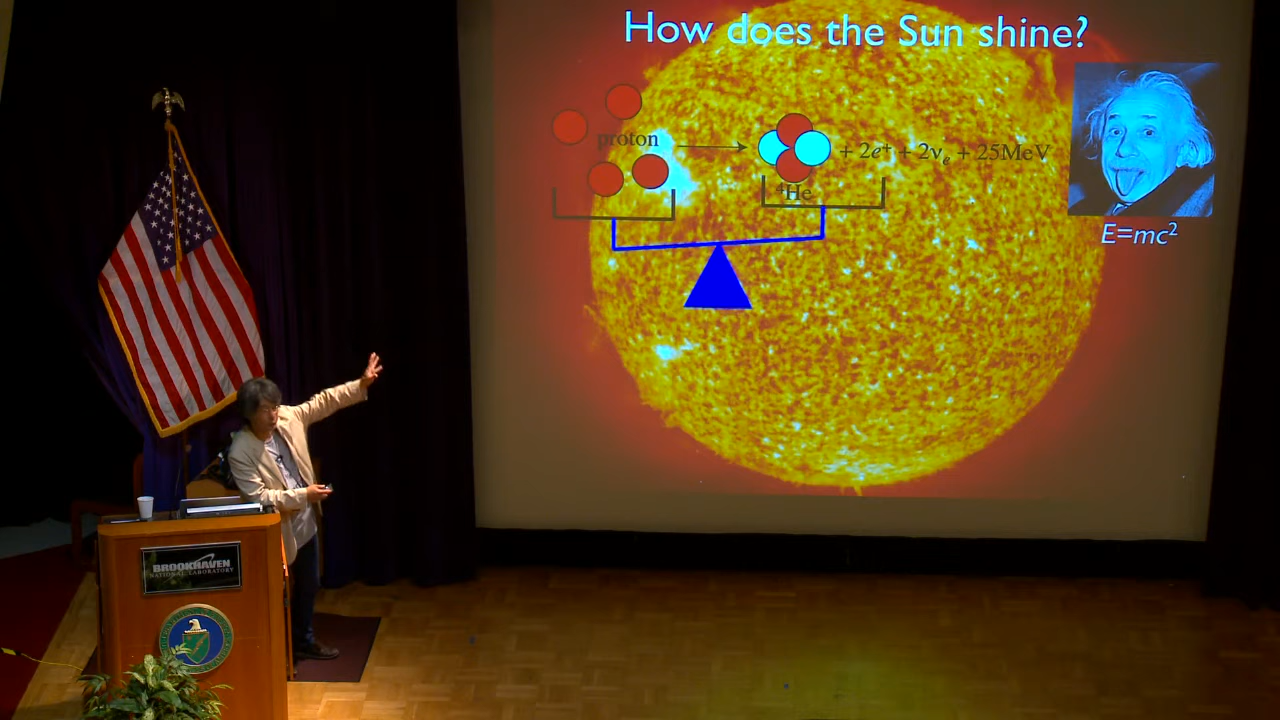 How does the Sun shine?
proton
+ 2e⁺ + 2νₑ + 25MeV
⁴He
E=mc²
BROOKHAVEN
NATIONAL LABORATORY